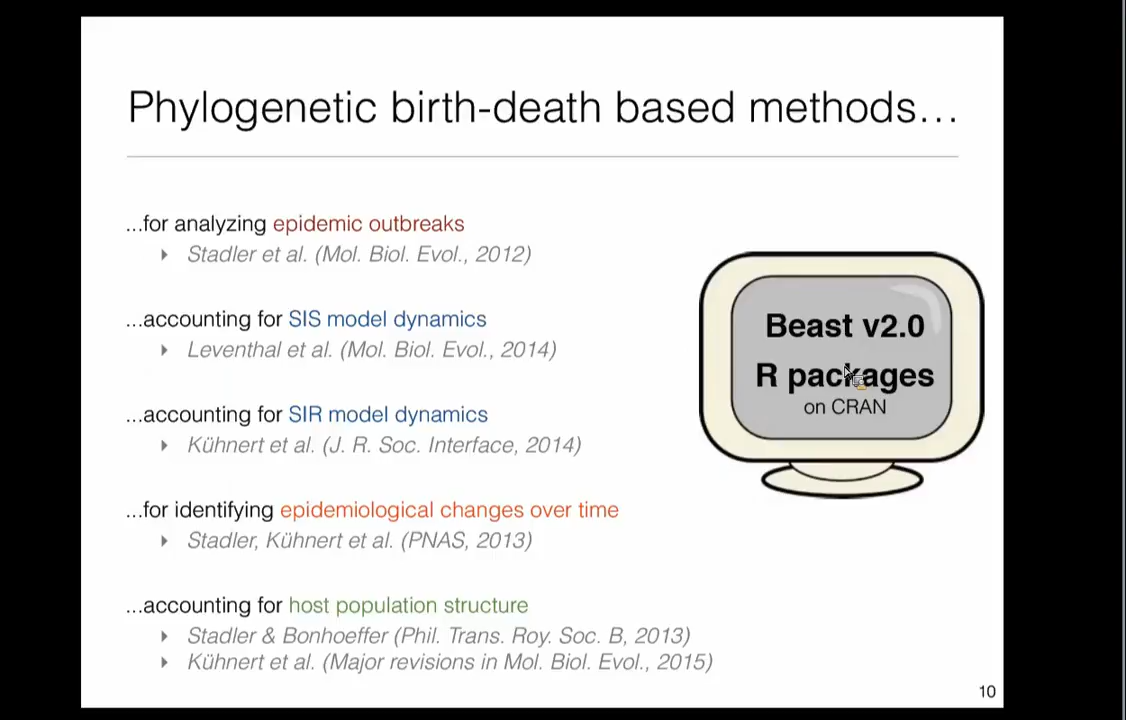 Phylogenetic birth-death based methods...
...for analyzing epidemic outbreaks
Stadler et al. (Mol. Biol. Evol., 2012)
...accounting for SIS model dynamics
Leventhal et al. (Mol. Biol. Evol., 2014)
...accounting for SIR model dynamics
Kühnert et al. (J. R. Soc. Interface, 2014)
...for identifying epidemiological changes over time
Stadler, Kühnert et al. (PNAS, 2013)
...accounting for host population structure
Stadler & Bonhoeffer (Phil. Trans. Roy. Soc. B, 2013)
Kühnert et al. (Major revisions in Mol. Biol. Evol., 2015)
Beast v2.0
R packages
on CRAN
10